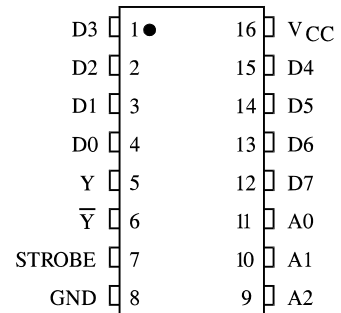 D3 1 16 VCC
D2 2 15 D4
D1 3 14 D5
D0 4 13 D6
Y 5 12 D7
Y̅ 6 11 A0
STROBE 7 10 A1
GND 8 9 A2